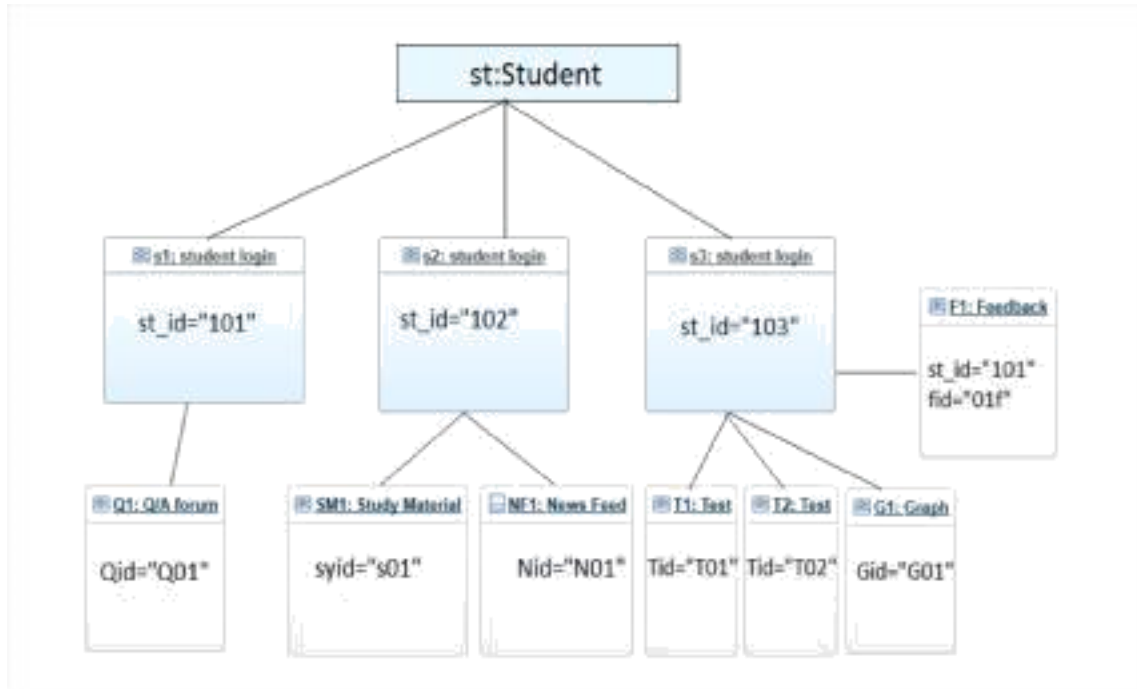 st:Student
s1: student login
st_id="101"
s2: student login
st_id="102"
s3: student login
st_id="103"
F1: Feedback
st_id="101"
fid="01f"
Q1: Q/A forum
Qid="Q01"
SM1: Study Material
syid="s01"
NF1: News Feed
Nid="N01"
T1: Test
Tid="T01"
T2: Test
Tid="T02"
G1: Graph
Gid="G01"